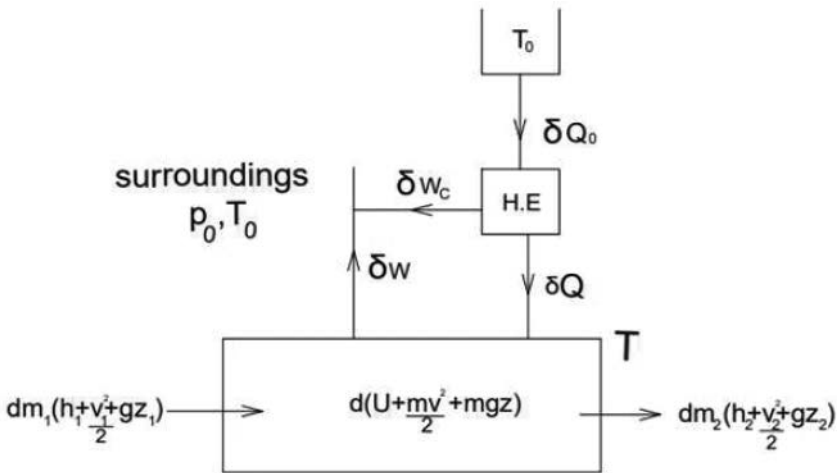 T₀
δQ₀
surroundings
p₀,T₀
δw_c
H.E
δw
δQ
T
dm₁(h₁+v₁²/2+gz₁)
d(U+mv²/2+mgz)
dm₂(h₂+v₂²/2+gz₂)